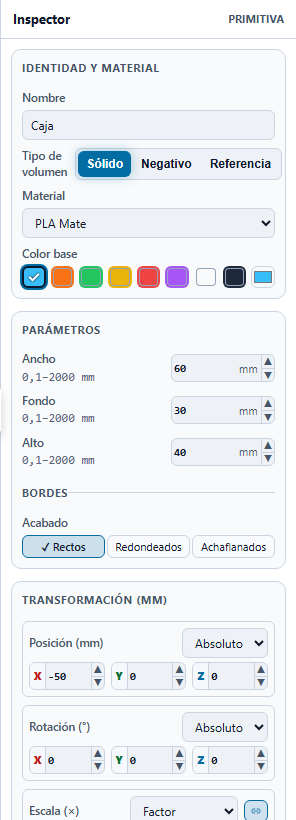 Inspector PRIMITIVA
IDENTIDAD Y MATERIAL
Nombre
Caja
Tipo de volumen Sólido Negativo Referencia
Material
PLA Mate
Color base
PARÁMETROS
Ancho
0,1–2000 mm
60 mm
Fondo
0,1–2000 mm
30 mm
Alto
0,1–2000 mm
40 mm
BORDES
Acabado
✓ Rectos Redondeados Achaflanados
TRANSFORMACIÓN (MM)
Posición (mm) Absoluto
X -50 Y 0 Z 0
Rotación (°) Absoluto
X 0 Y 0 Z 0
Escala (×) Factor